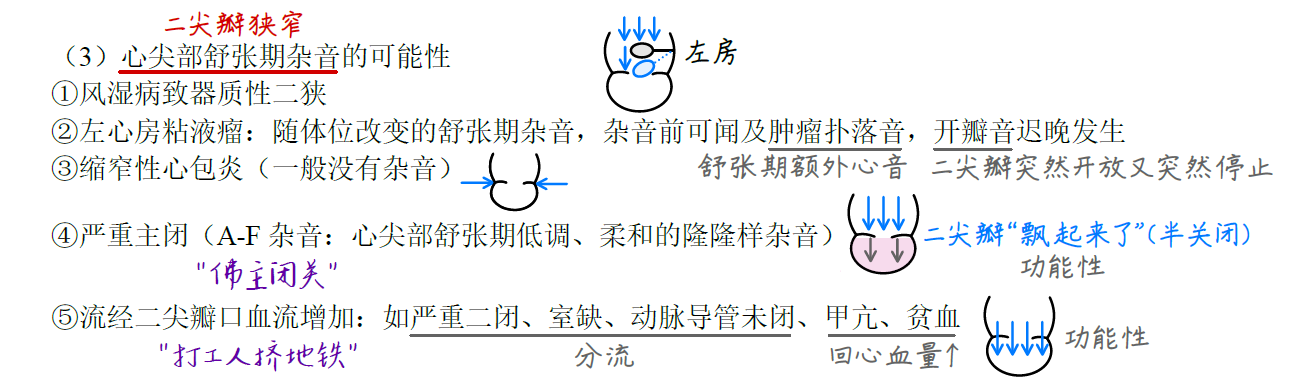 二尖瓣狭窄
（3）心尖部舒张期杂音的可能性
左房
①风湿病致器质性二狭
②左心房粘液瘤：随体位改变的舒张期杂音，杂音前可闻及肿瘤扑落音，开瓣音迟晚发生
③缩窄性心包炎（一般没有杂音）
舒张期额外心音 二尖瓣突然开放又突然停止
④严重主闭（A-F 杂音：心尖部舒张期低调、柔和的隆隆样杂音）
二尖瓣“飘起来了”(半关闭)
"佛主闭关"
功能性
⑤流经二尖瓣口血流增加：如严重二闭、室缺、动脉导管未闭、甲亢、贫血
功能性
"打工人挤地铁"
分流
回心血量↑